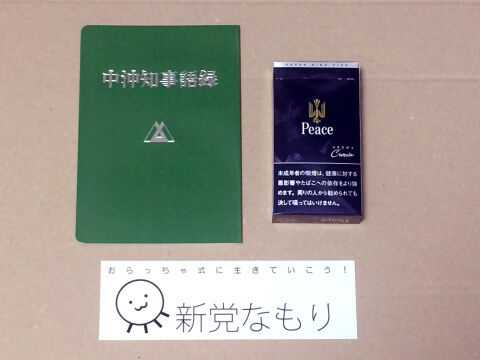 中沖知事語録
SUPER KING SIZE
Peace
AROMA
Crown
未成年者の喫煙は、健康に対する
悪影響やたばこへの依存をより強
めます。周りの人から勧められても
決して吸ってはいけません。
おらっちゃ式に生きていこう！
新党なもり